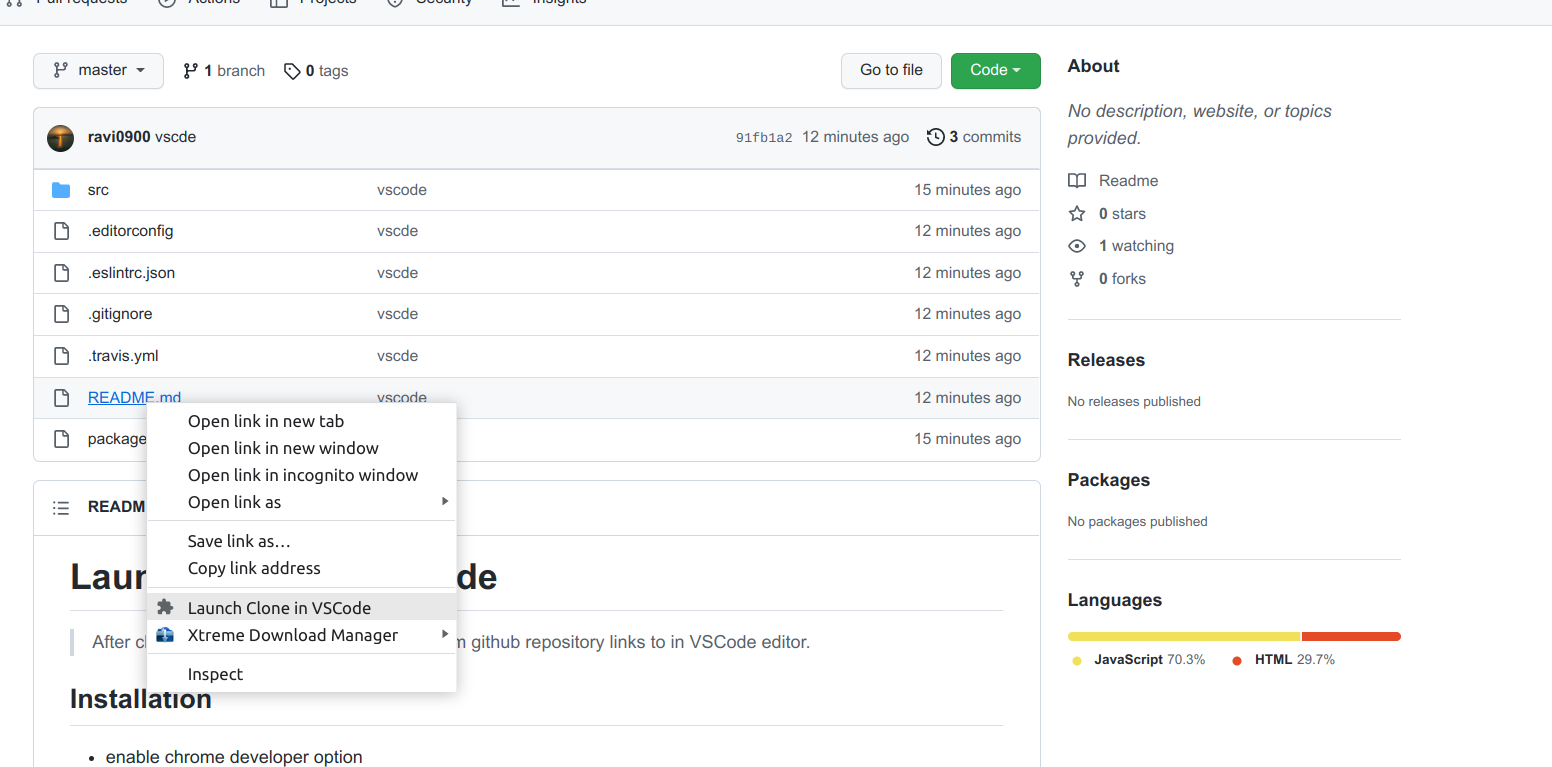 Pull requests Actions Projects Security Insights
master 1 branch 0 tags Go to file Code
ravi0900 vscde 91fb1a2 12 minutes ago 3 commits
src vscode 15 minutes ago
.editorconfig vscde 12 minutes ago
.eslintrc.json vscde 12 minutes ago
.gitignore vscde 12 minutes ago
.travis.yml vscde 12 minutes ago
README.md vscode 12 minutes ago
package 15 minutes ago
Open link in new tab
Open link in new window
Open link in incognito window
Open link as
Save link as…
Copy link address
Launch Clone in VSCode
Xtreme Download Manager
Inspect
READM
Laun de
After cl m github repository links to in VSCode editor.
Installation
enable chrome developer option
About
No description, website, or topics
provided.
Readme
0 stars
1 watching
0 forks
Releases
No releases published
Packages
No packages published
Languages
JavaScript 70.3% HTML 29.7%